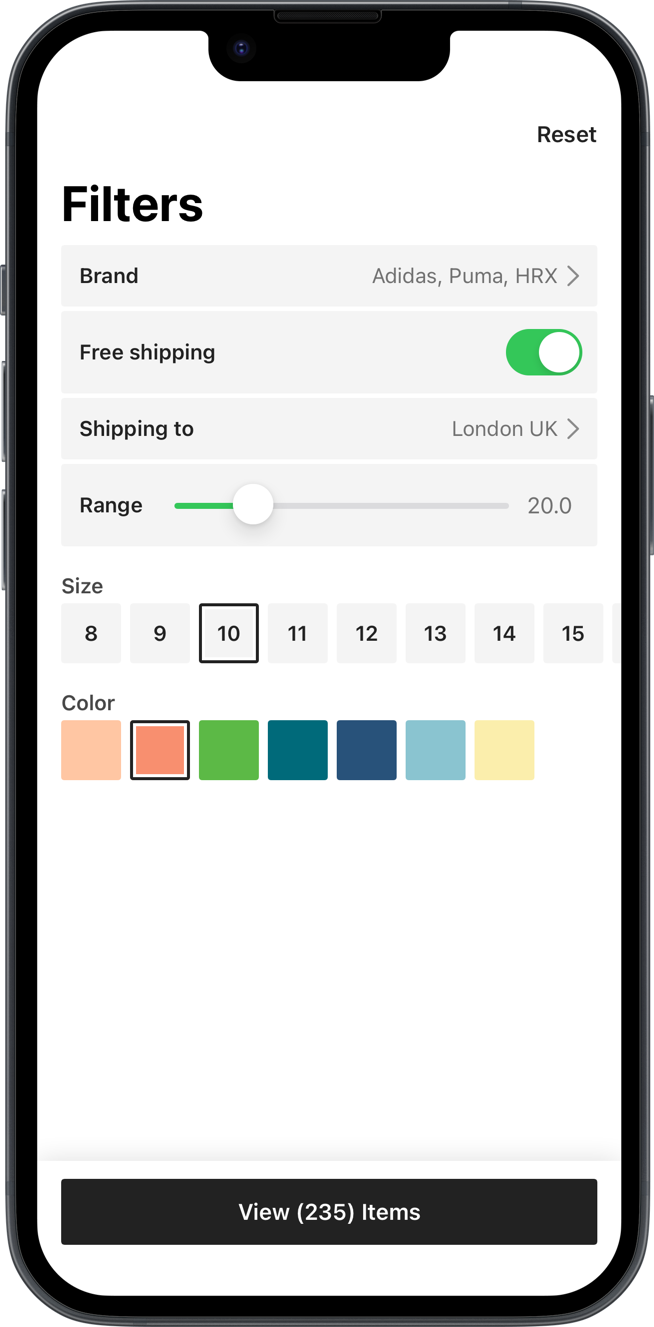 Reset
Filters
Brand Adidas, Puma, HRX
Free shipping
Shipping to London UK
Range 20.0
Size
8 9 10 11 12 13 14 15
Color
View (235) Items